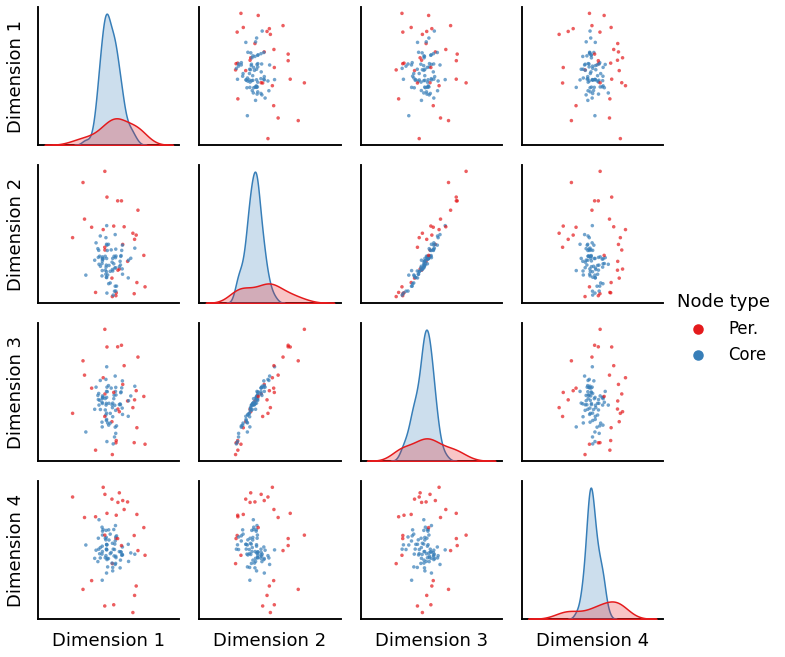 Dimension 1
Dimension 2
Dimension 3
Dimension 4
Dimension 1
Dimension 2
Dimension 3
Dimension 4
Node type
Per.
Core